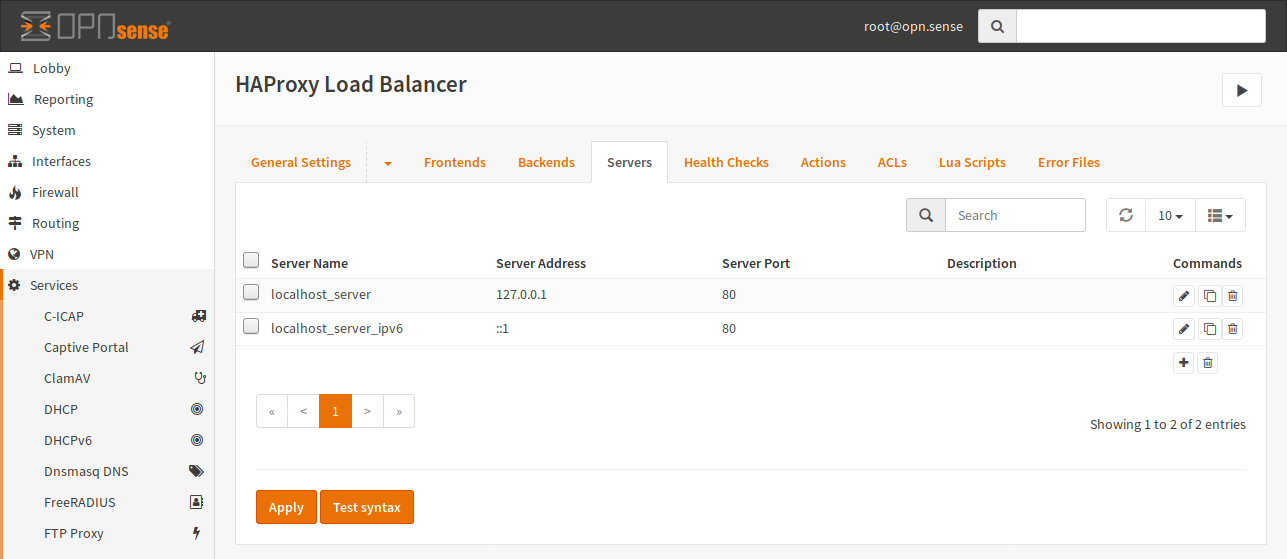 OPNsense®
root@opn.sense
Lobby
Reporting
System
Interfaces
Firewall
Routing
VPN
Services
C-ICAP
Captive Portal
ClamAV
DHCP
DHCPv6
Dnsmasq DNS
FreeRADIUS
FTP Proxy
HAProxy Load Balancer
General Settings Frontends Backends Servers Health Checks Actions ACLs Lua Scripts Error Files
Search 10
Server Name Server Address Server Port Description Commands
localhost_server 127.0.0.1 80
localhost_server_ipv6 ::1 80
« < 1 > »
Showing 1 to 2 of 2 entries
Apply Test syntax